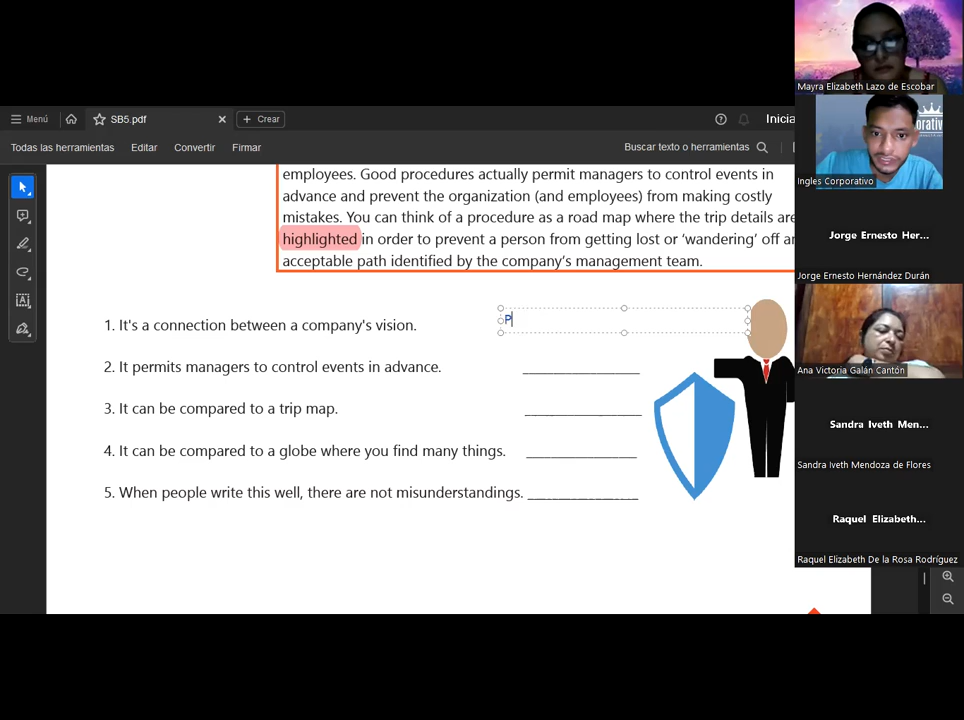 Menú
SB5.pdf
Crear
Inicia
Todas las herramientas
Editar
Convertir
Firmar
Buscar texto o herramientas
employees. Good procedures actually permit managers to control events in
advance and prevent the organization (and employees) from making costly
mistakes. You can think of a procedure as a road map where the trip details are
highlighted in order to prevent a person from getting lost or ‘wandering’ off an
acceptable path identified by the company’s management team.
1. It's a connection between a company's vision.
P
2. It permits managers to control events in advance. ________________
3. It can be compared to a trip map. ________________
4. It can be compared to a globe where you find many things. ________________
5. When people write this well, there are not misunderstandings. ________________
Mayra Elizabeth Lazo de Escobar
Ingles Corporativo
Jorge Ernesto Her...
Jorge Ernesto Hernández Durán
Ana Victoria Galán Cantón
Sandra Iveth Men...
Sandra Iveth Mendoza de Flores
Raquel Elizabeth...
Raquel Elizabeth De la Rosa Rodríguez